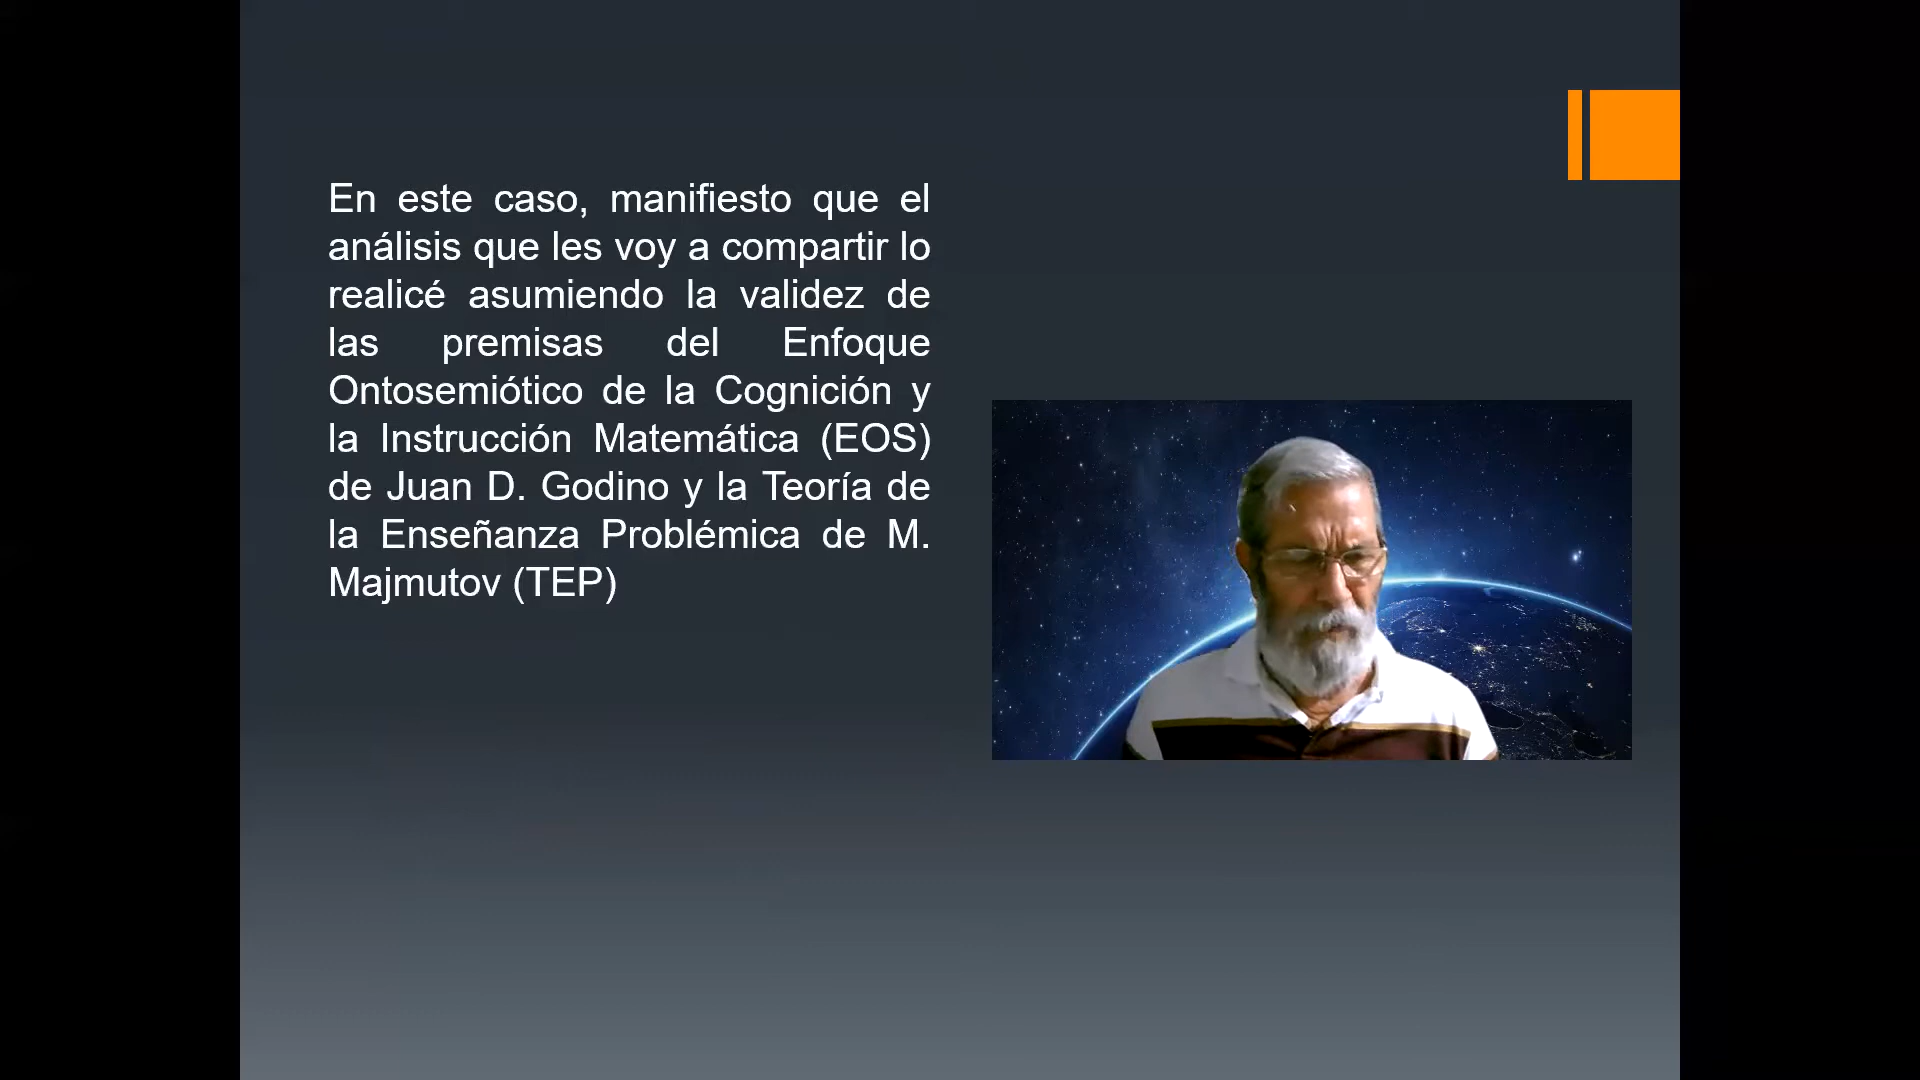 En este caso, manifiesto que el
análisis que les voy a compartir lo
realicé asumiendo la validez de
las premisas del Enfoque
Ontosemiótico de la Cognición y
la Instrucción Matemática (EOS)
de Juan D. Godino y la Teoría de
la Enseñanza Problémica de M.
Majmutov (TEP)